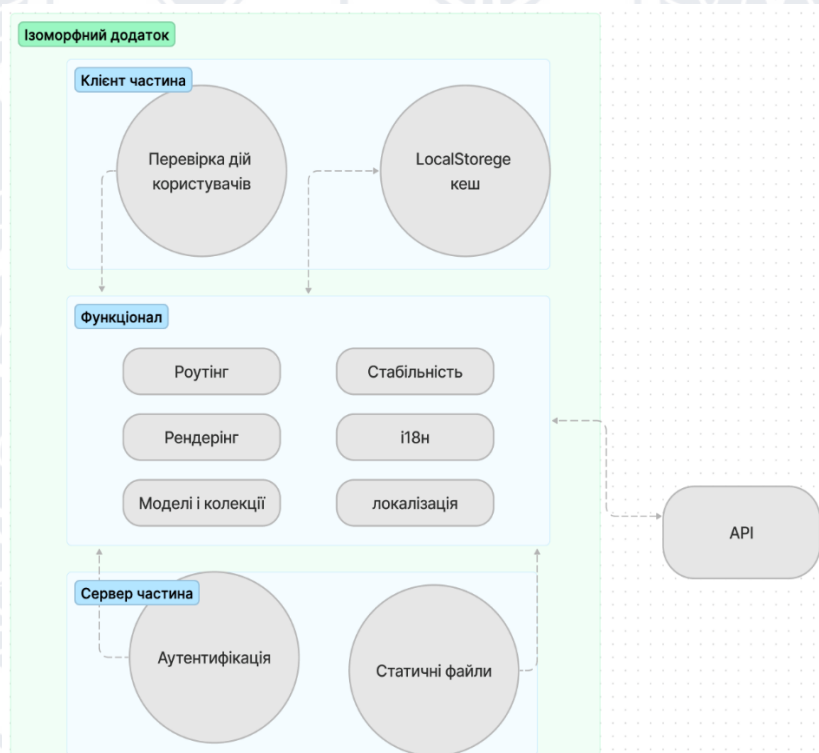 Ізоморфний додаток
Клієнт частина
Перевірка дій
користувачів
LocalStorege
кеш
Функціонал
Роутінг
Стабільність
Рендерінг
і18н
Моделі і колекції
локалізація
API
Сервер частина
Аутентифікація
Статичні файли